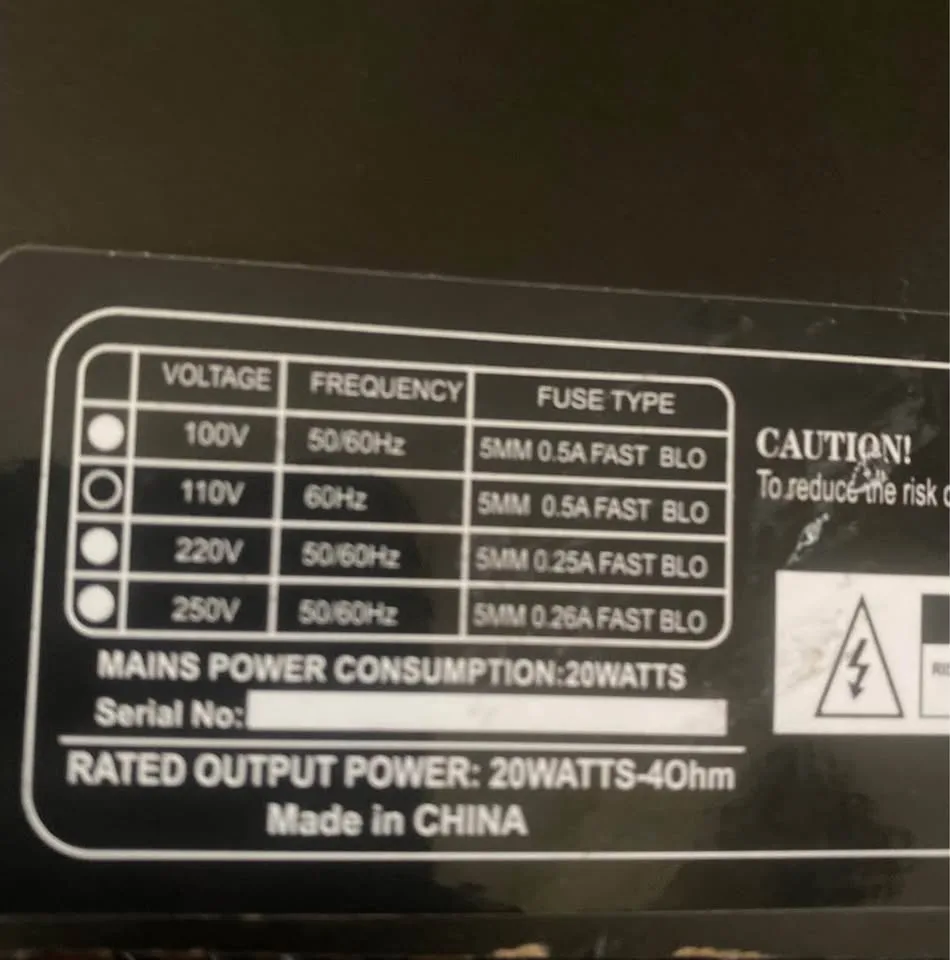 VOLTAGE FREQUENCY FUSE TYPE
100V 50/60Hz 5MM 0.5A FAST BLO
110V 60Hz 5MM 0.5A FAST BLO
220V 50/60Hz 5MM 0.25A FAST BLO
250V 50/60Hz 5MM 0.26A FAST BLO
MAINS POWER CONSUMPTION:20WATTS
Serial No:
RATED OUTPUT POWER: 20WATTS-4Ohm
Made in CHINA
CAUTION!
To reduce the risk